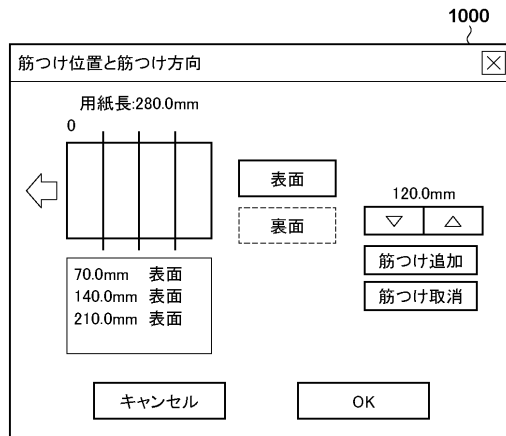 1000
筋つけ位置と筋つけ方向
用紙長:280.0mm
0
表面
裏面
120.0mm
▽ △
筋つけ追加
筋つけ取消
70.0mm 表面
140.0mm 表面
210.0mm 表面
キャンセル
OK